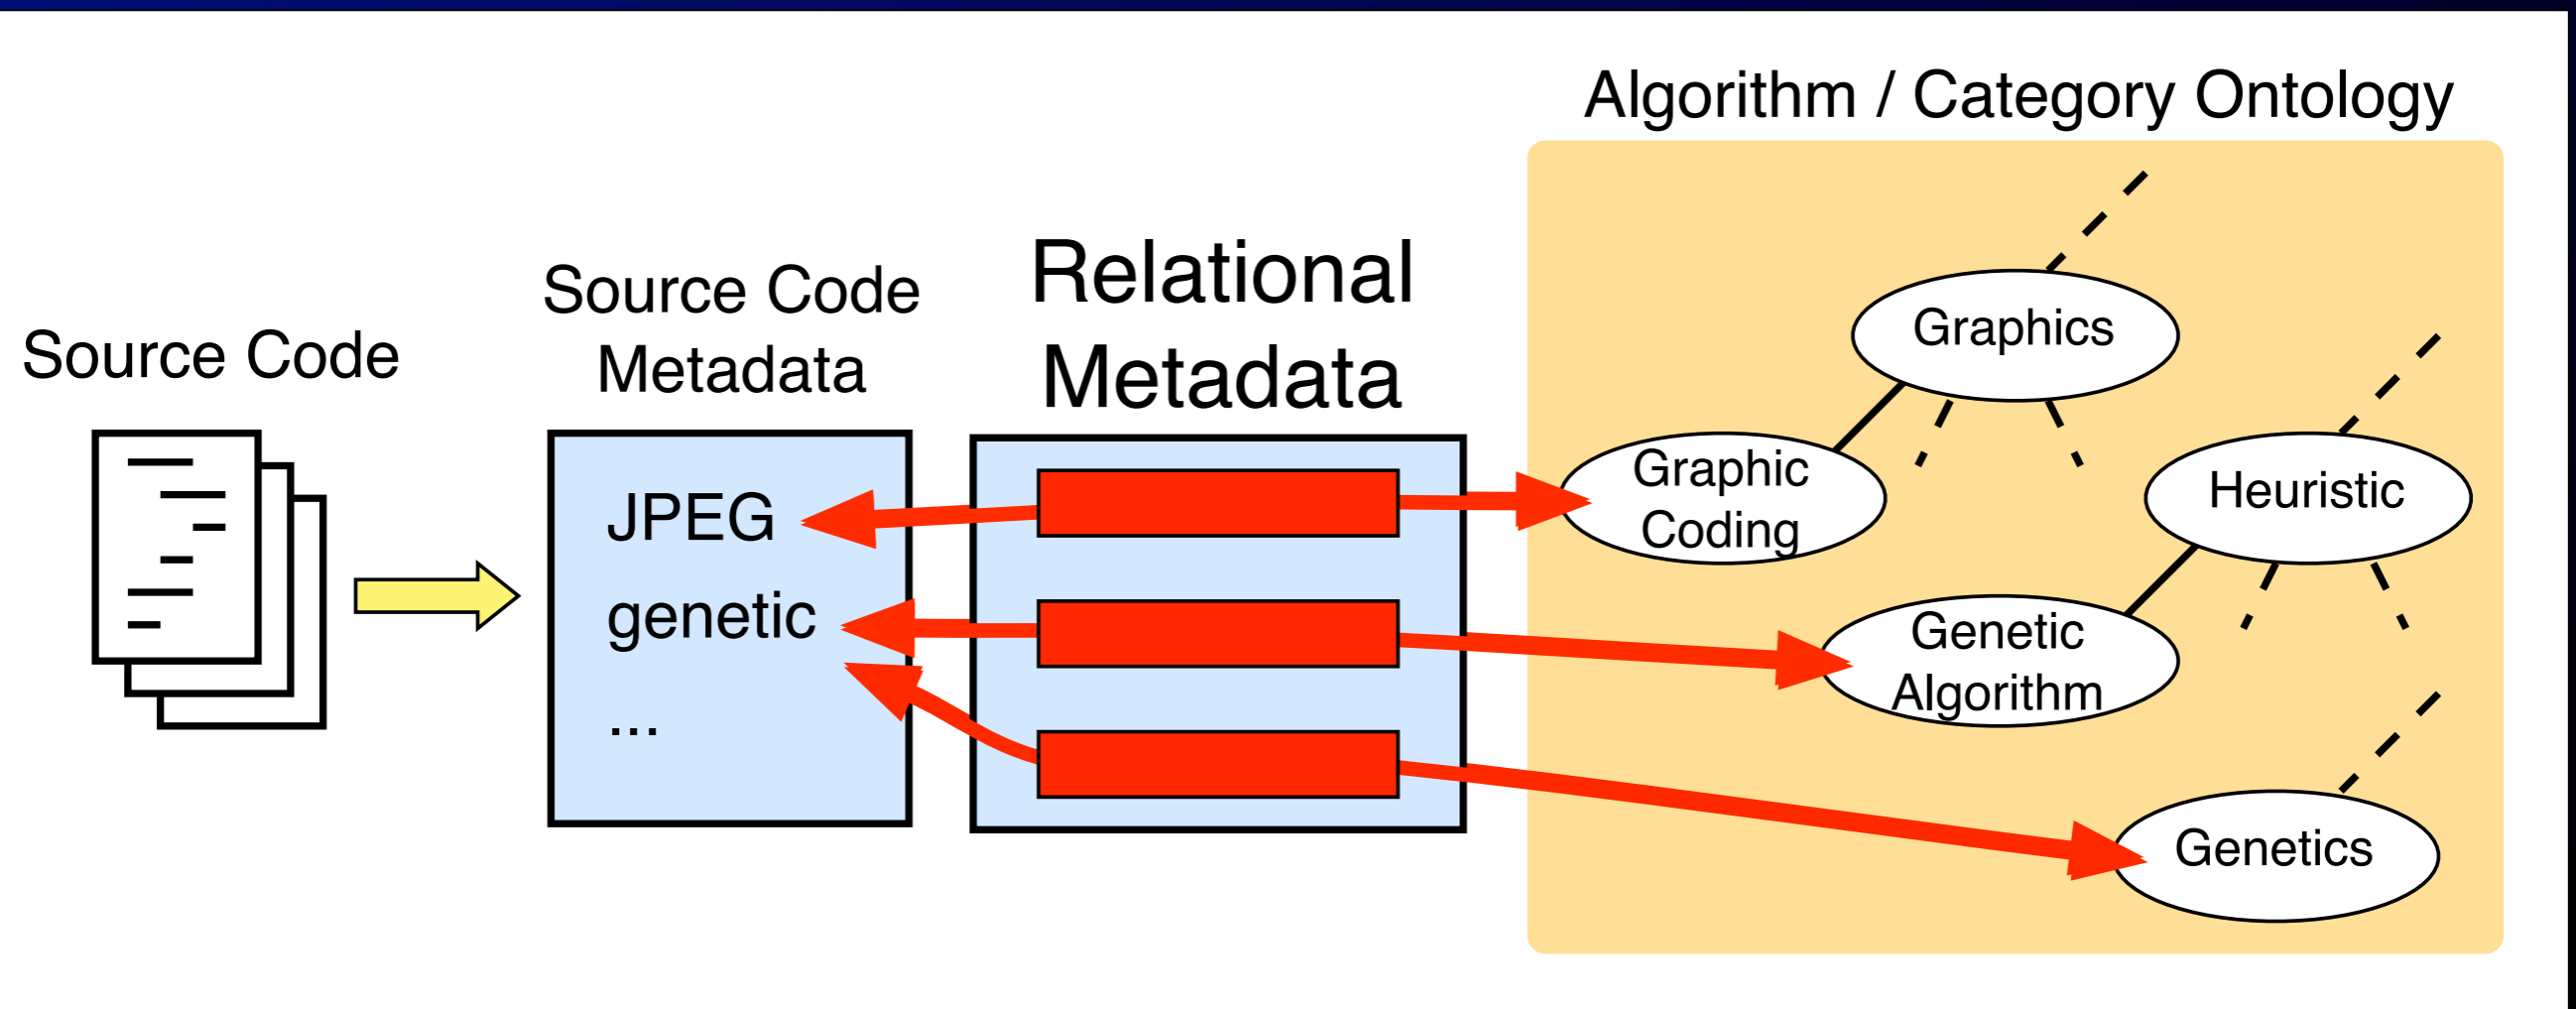 Algorithm / Category Ontology
Source Code
Source Code
Metadata
Relational
Metadata
JPEG
genetic
...
Graphics
Graphic
Coding
Heuristic
Genetic
Algorithm
Genetics